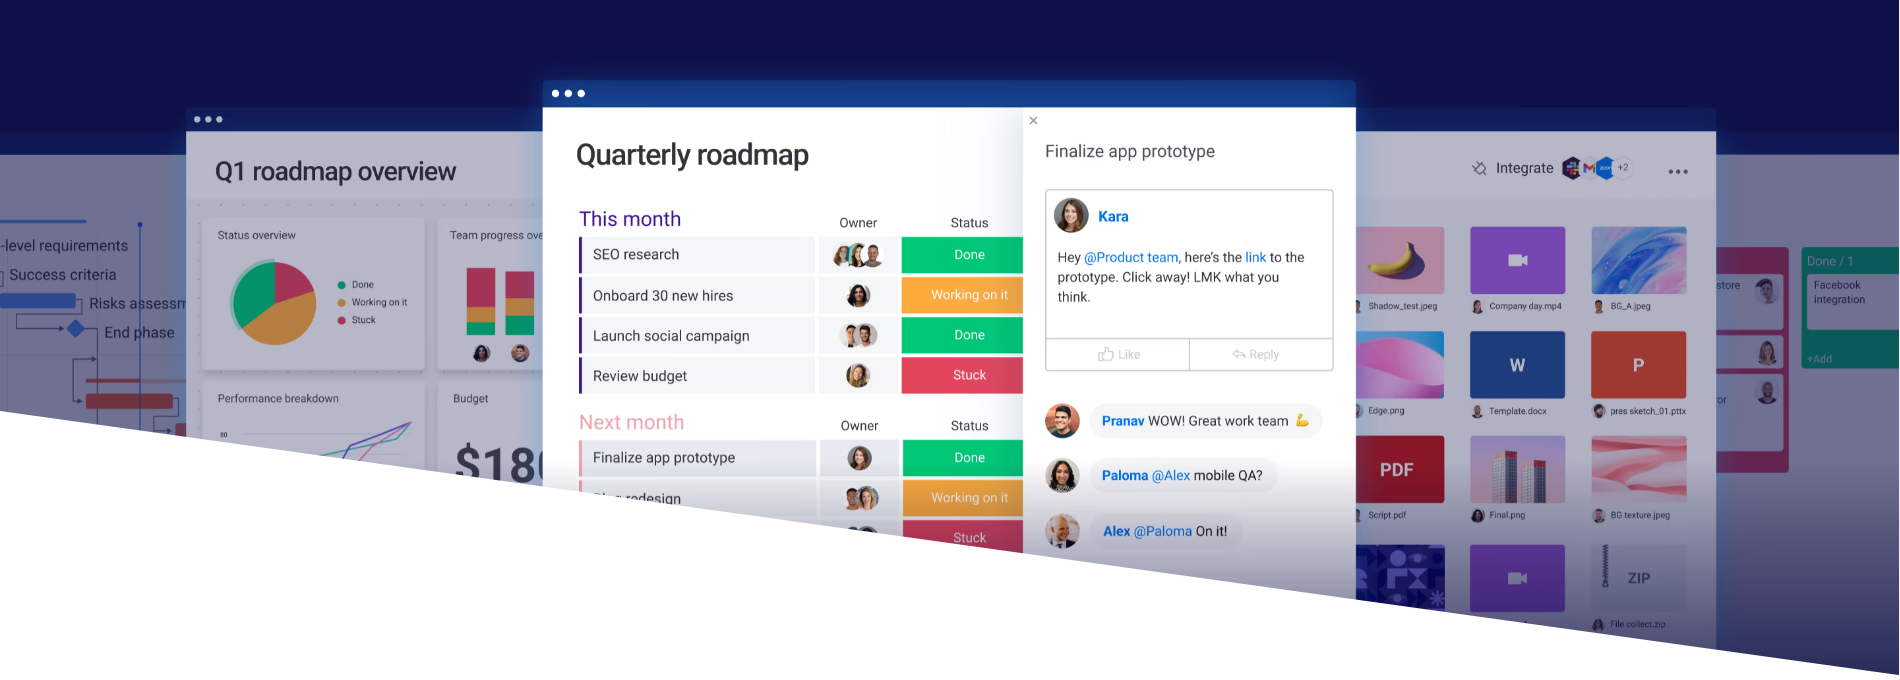 -level requirements
Success criteria
Risks assessm
End phase
Q1 roadmap overview
Status overview
Done
Working on it
Stuck
Team progress ove
Performance breakdown
80
Budget
$180
Quarterly roadmap
This month
Owner
Status
SEO research
Done
Onboard 30 new hires
Working on it
Launch social campaign
Done
Review budget
Stuck
Next month
Owner
Status
Finalize app prototype
Done
redesign
Working on it
Stuck
Finalize app prototype
Kara
Hey @Product team, here's the link to the
prototype. Click away! LMK what you
think.
Like
Reply
Pranav WOW! Great work team 💪
Paloma @Alex mobile QA?
Alex @Paloma On it!
Integrate
+2
Shadow_test.jpeg
Company day.mp4
BG_A.jpeg
W
P
Edge.png
Template.docx
pres sketch_01.pttx
PDF
Script.pdf
Final.png
BG texture.jpeg
ZIP
File collect.zip
store
or
Done / 1
Facebook
integration
+Add